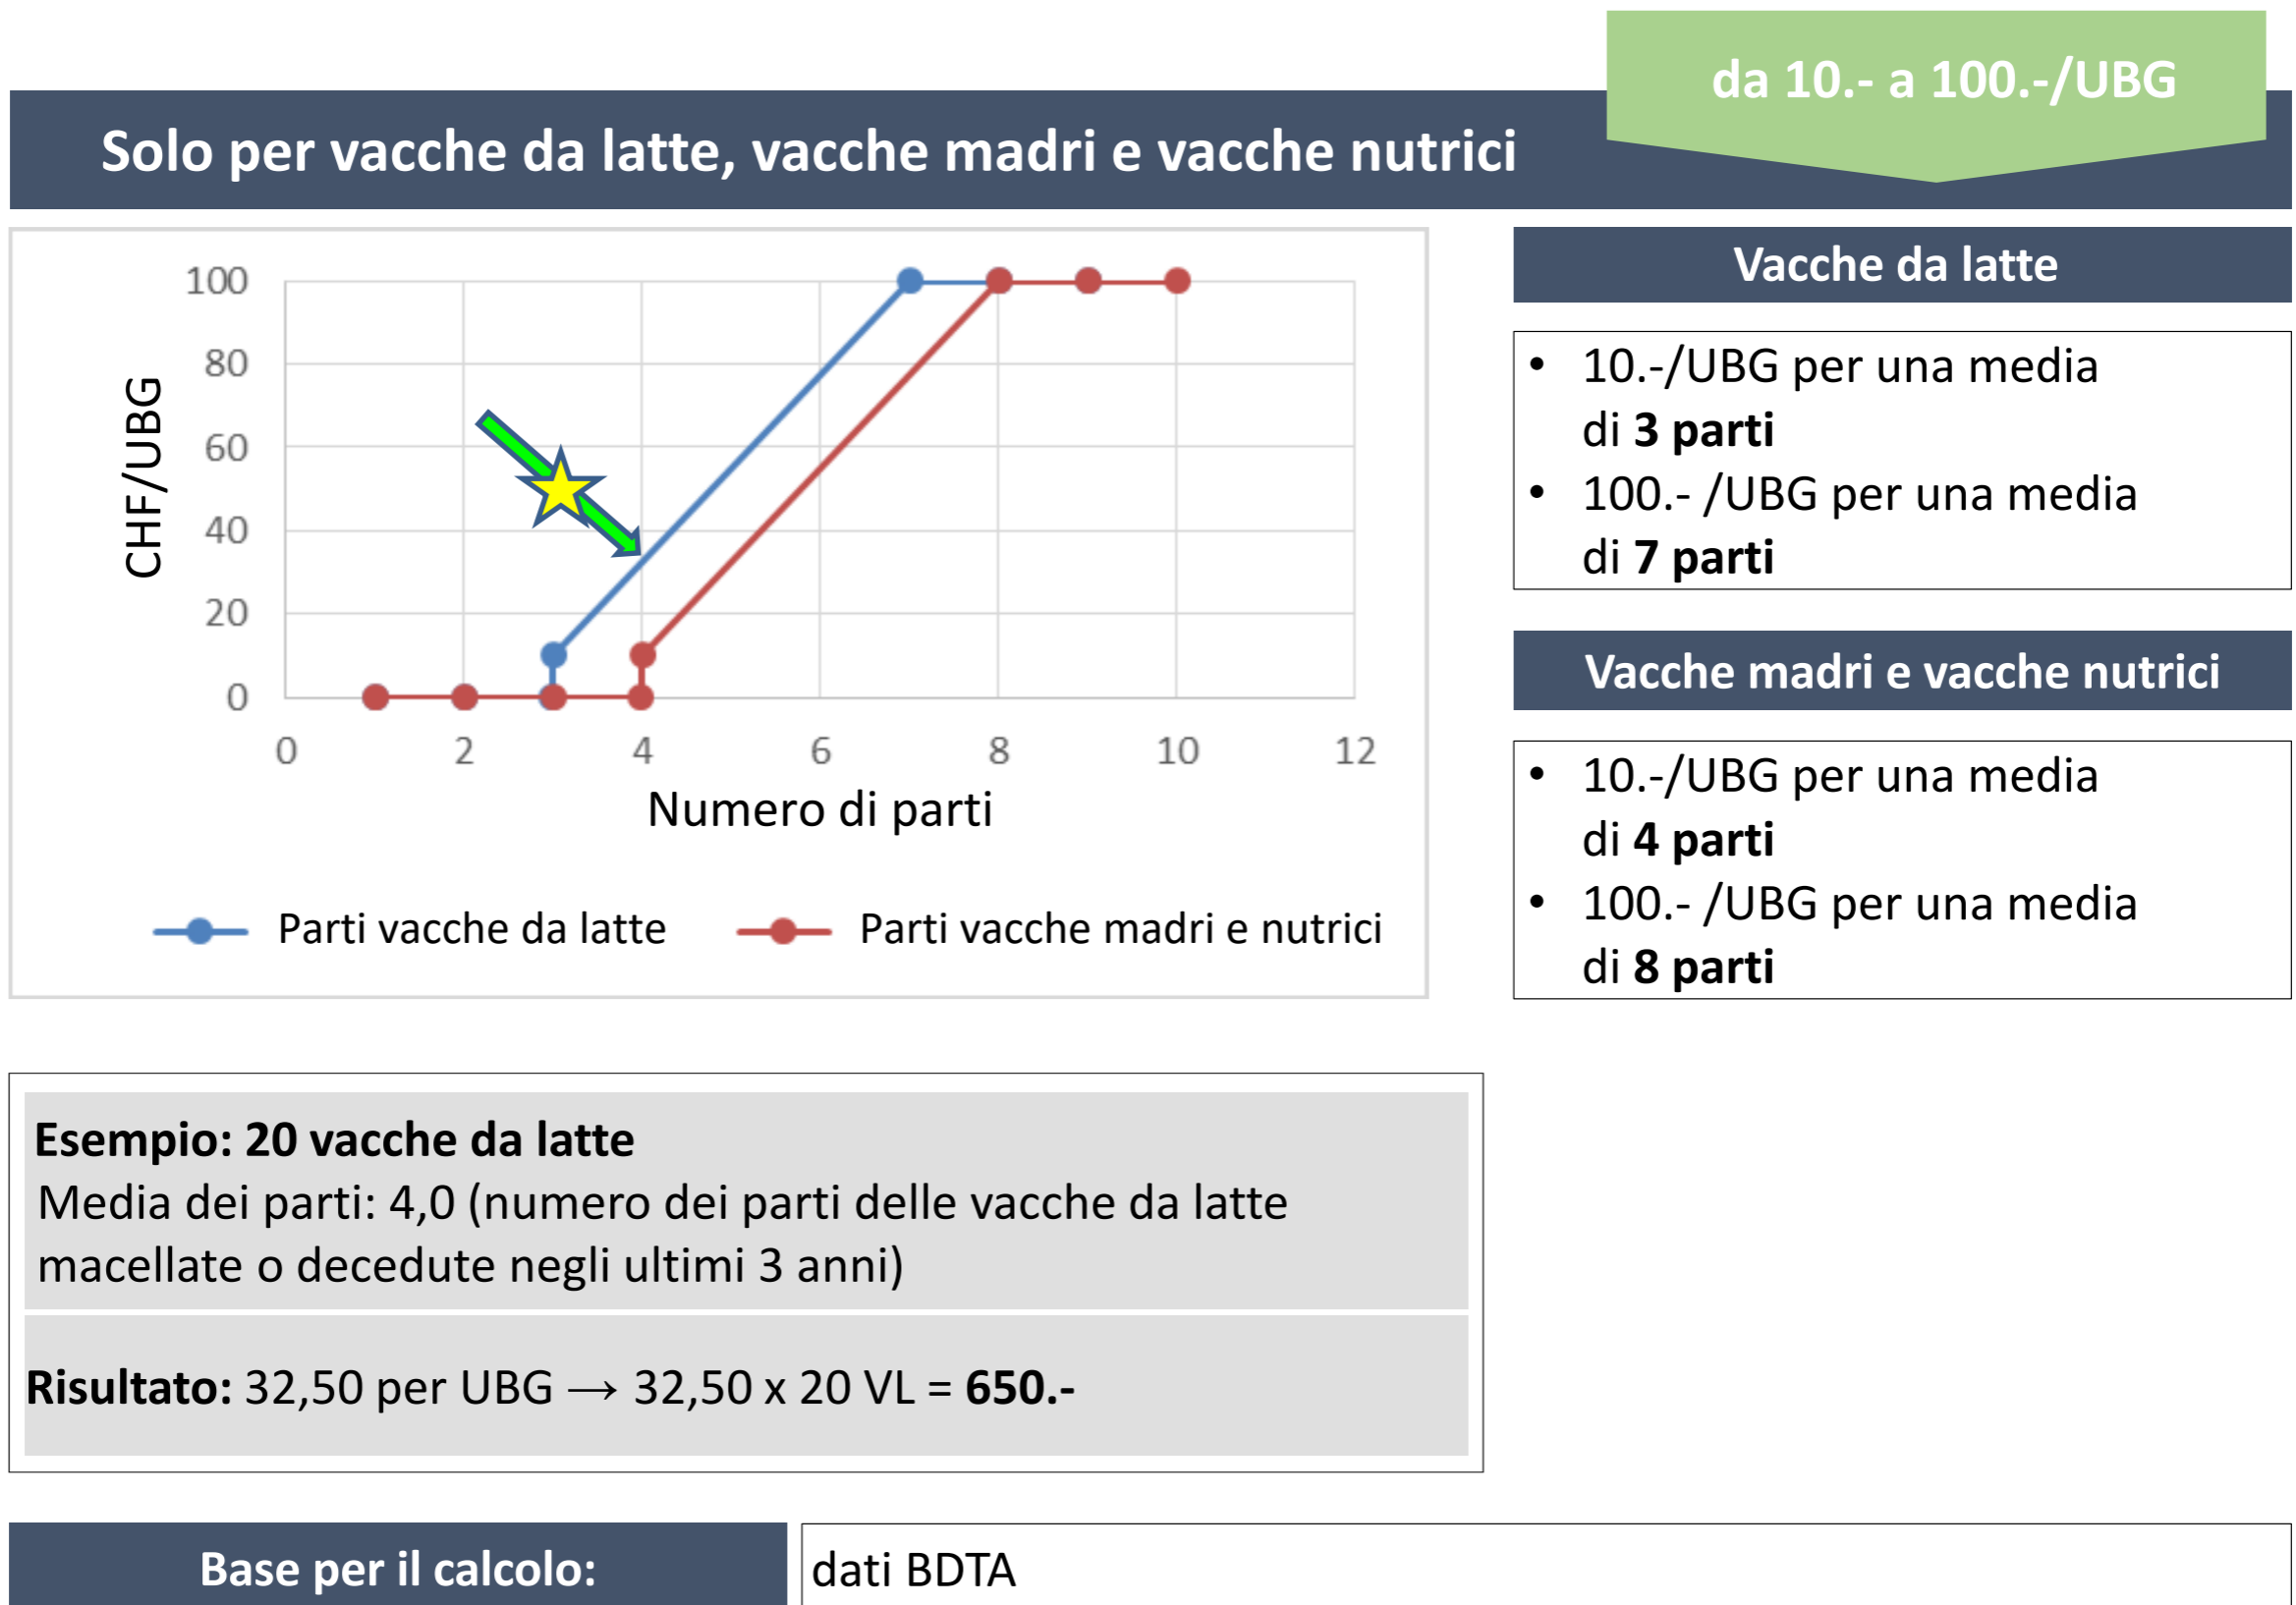 da 10.- a 100.-/UBG
Solo per vacche da latte, vacche madri e vacche nutrici
100
80
60
40
20
0
CHF/UBG
0 2 4 6 8 10 12
Numero di parti
Parti vacche da latte
Parti vacche madri e nutrici
Vacche da latte
• 10.-/UBG per una media
di 3 parti
• 100.- /UBG per una media
di 7 parti
Vacche madri e vacche nutrici
• 10.-/UBG per una media
di 4 parti
• 100.- /UBG per una media
di 8 parti
Esempio: 20 vacche da latte
Media dei parti: 4,0 (numero dei parti delle vacche da latte
macellate o decedute negli ultimi 3 anni)
Risultato: 32,50 per UBG → 32,50 x 20 VL = 650.-
Base per il calcolo:
dati BDTA